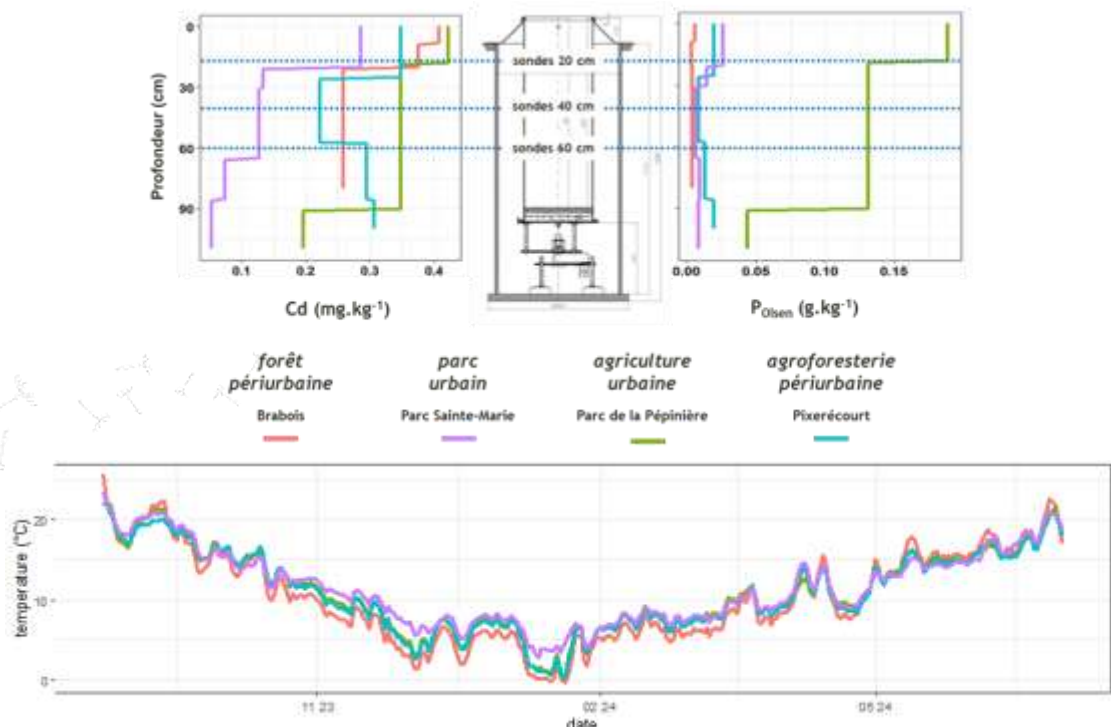 0
30
60
90
Profondeur (cm)
0.1 0.2 0.3 0.4
Cd (mg.kg⁻¹)
sondes 20 cm
sondes 40 cm
sondes 60 cm
0.00 0.05 0.10 0.15
P_Olsen (g.kg⁻¹)
forêt périurbaine
Brabois
parc urbain
Parc Sainte-Marie
agriculture urbaine
Parc de la Pépinière
agroforesterie périurbaine
Pixerécourt
temperature (°C)
20
10
0
11 23 02 24 05 24
date